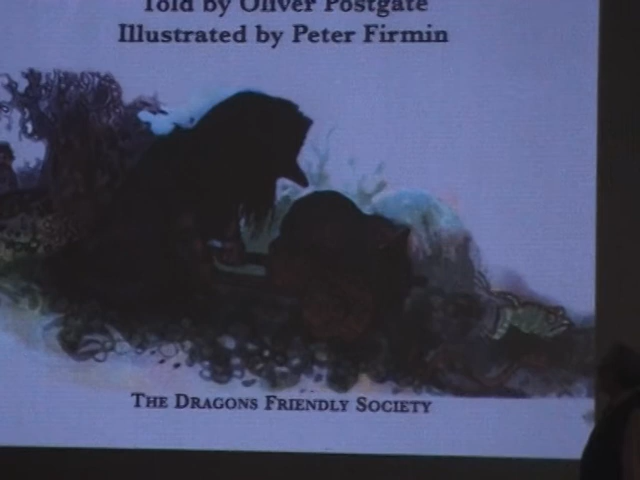 Told by Oliver Postgate
Illustrated by Peter Firmin
The Dragons Friendly Society